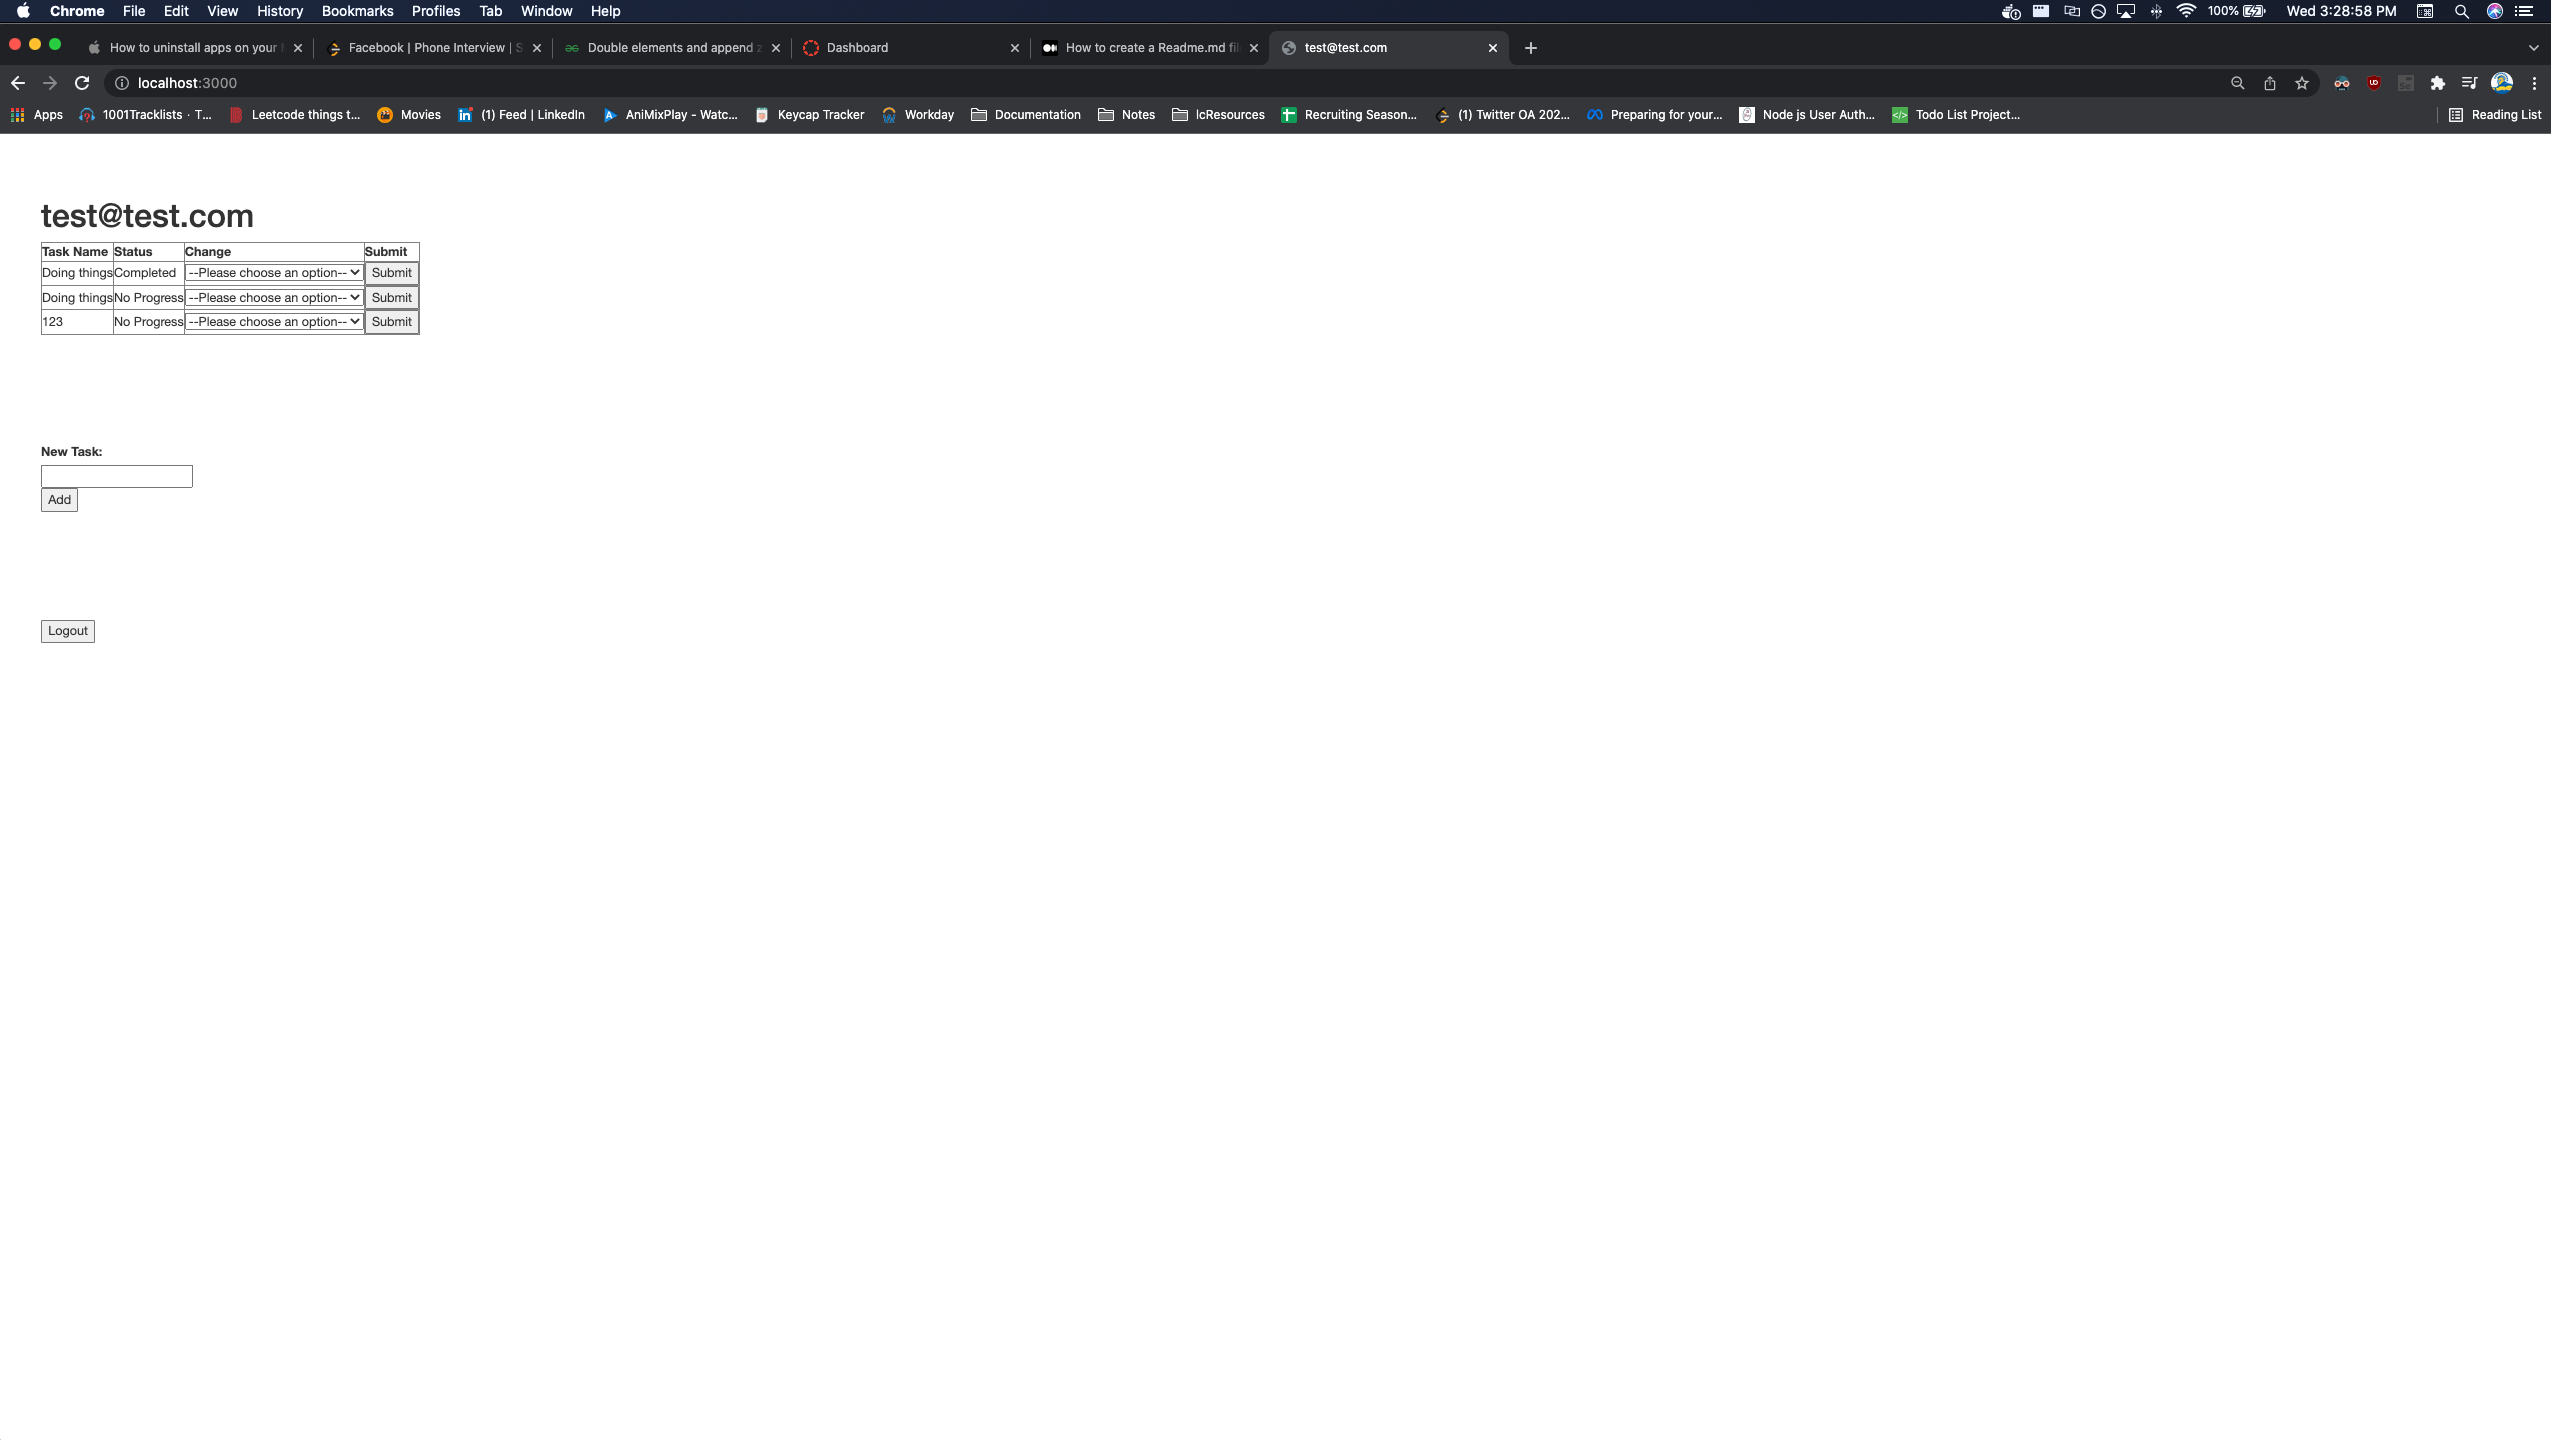 Chrome File Edit View History Bookmarks Profiles Tab Window Help 100% Wed 3:28:58 PM
How to uninstall apps on your Facebook | Phone Interview | S Double elements and append z Dashboard How to create a Readme.md fil test@test.com
localhost:3000
Apps 1001Tracklists · T... Leetcode things t... Movies (1) Feed | LinkedIn AniMixPlay - Watc... Keycap Tracker Workday Documentation Notes lcResources Recruiting Season... (1) Twitter OA 202... Preparing for your... Node js User Auth... Todo List Project... Reading List
test@test.com
Task Name Status Change Submit
Doing things Completed --Please choose an option-- Submit
Doing things No Progress --Please choose an option-- Submit
123 No Progress --Please choose an option-- Submit
New Task:
Add
Logout